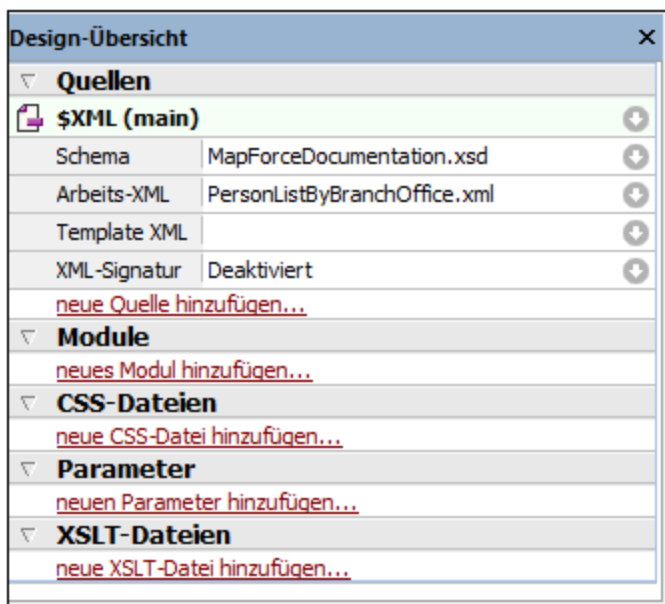 Design-Übersicht
Quellen
$XML (main)
Schema MapForceDocumentation.xsd
Arbeits-XML PersonListByBranchOffice.xml
Template XML
XML-Signatur Deaktiviert
neue Quelle hinzufügen...
Module
neues Modul hinzufügen...
CSS-Dateien
neue CSS-Datei hinzufügen...
Parameter
neuen Parameter hinzufügen...
XSLT-Dateien
neue XSLT-Datei hinzufügen...